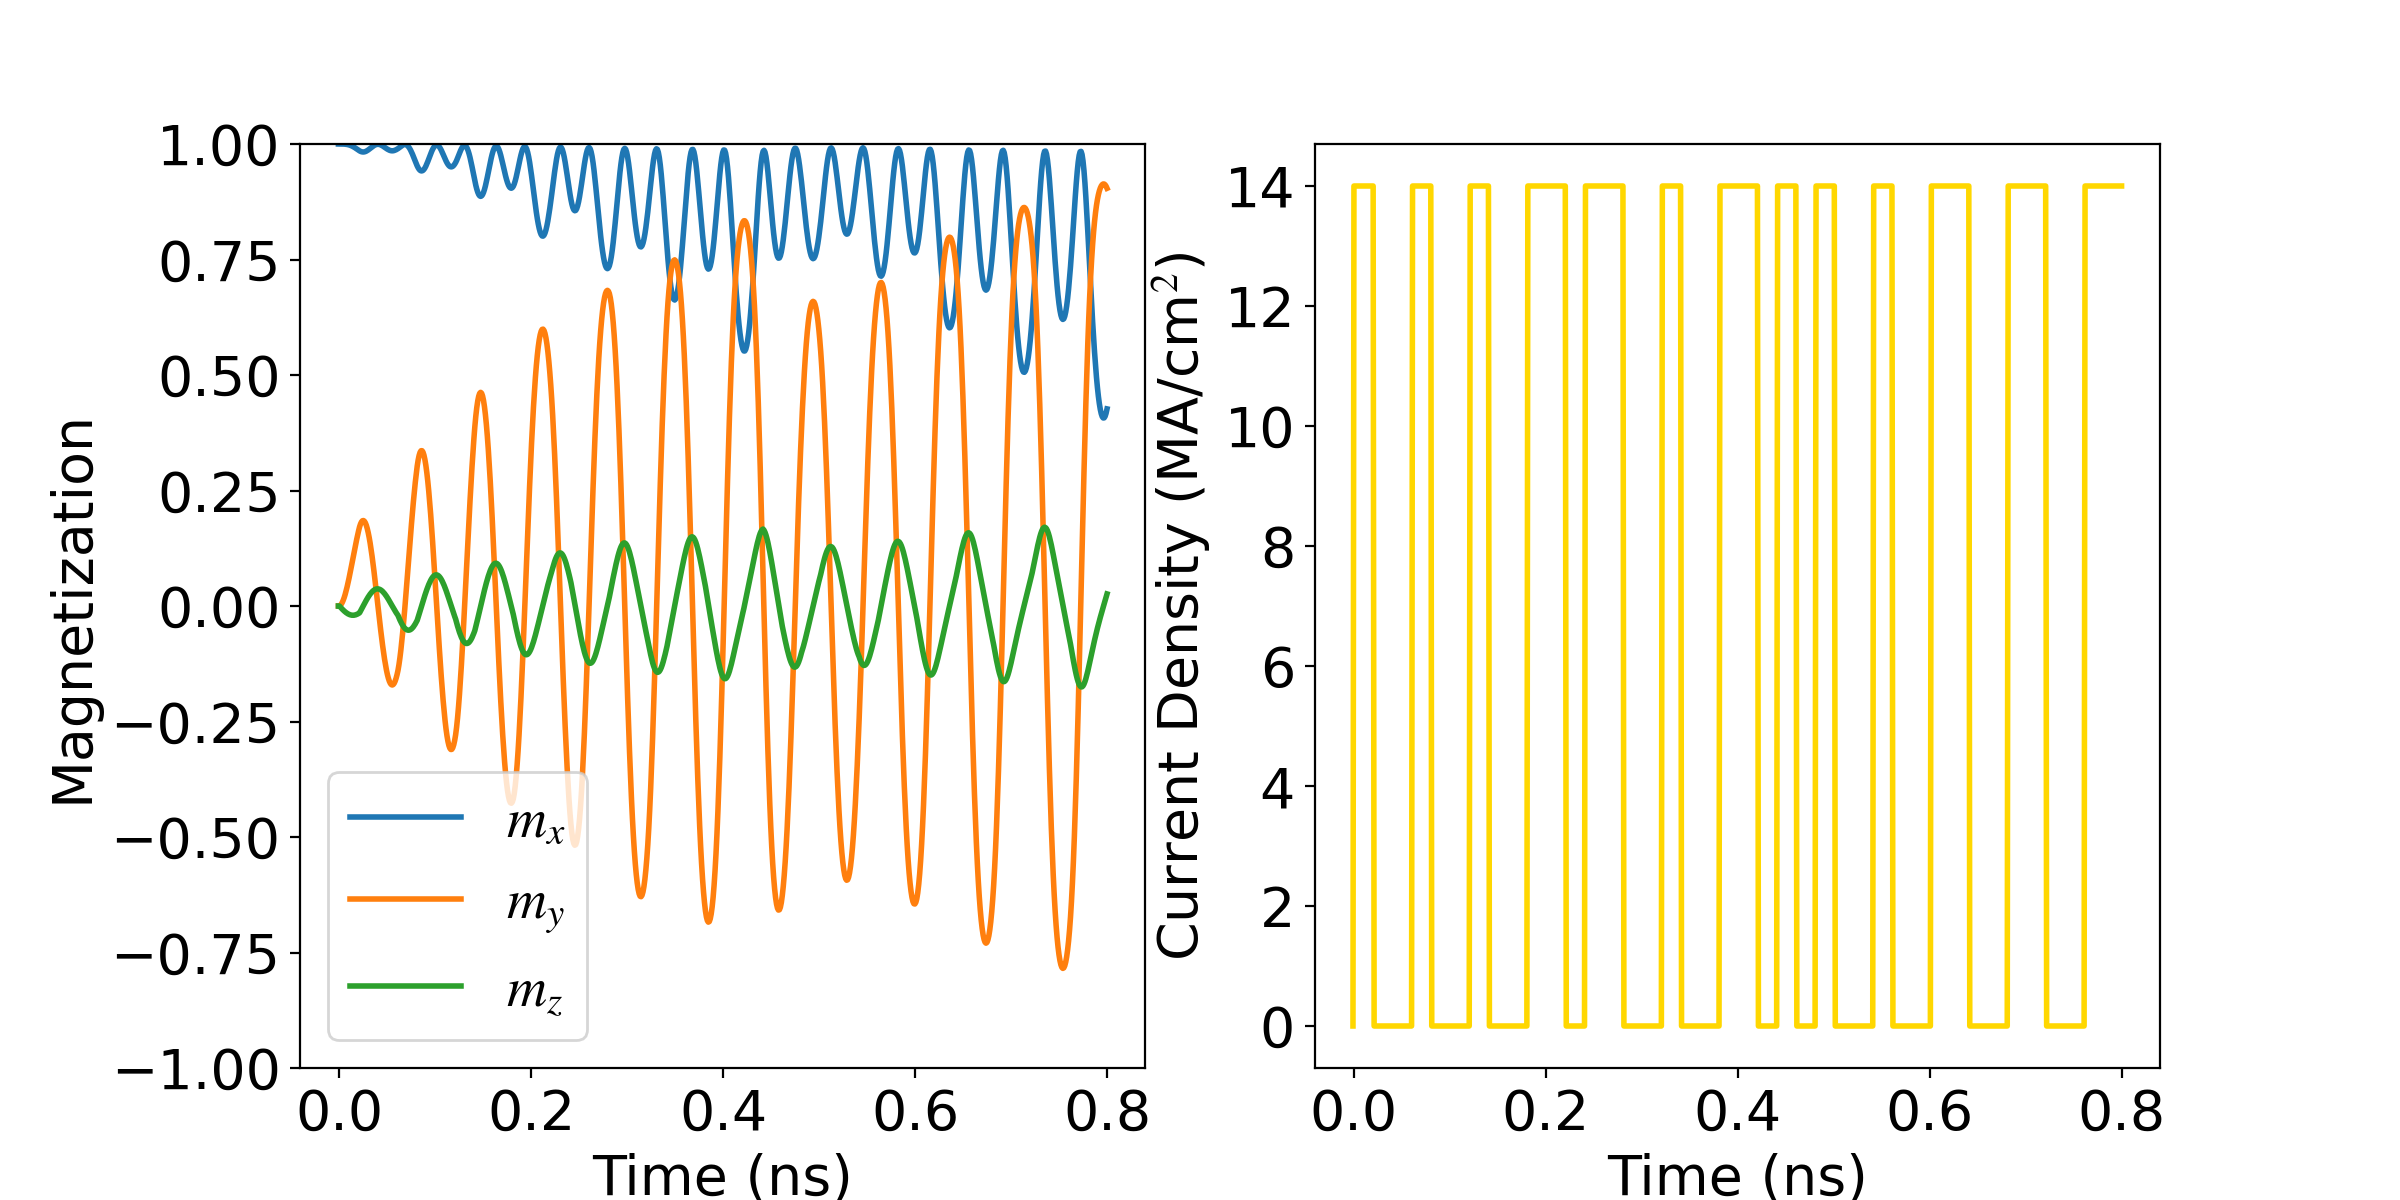 1.00
0.75
0.50
0.25
0.00
−0.25
−0.50
−0.75
−1.00
Magnetization
m_x
m_y
m_z
0.0 0.2 0.4 0.6 0.8
Time (ns)
Current Density (MA/cm²)
14
12
10
8
6
4
2
0
0.0 0.2 0.4 0.6 0.8
Time (ns)